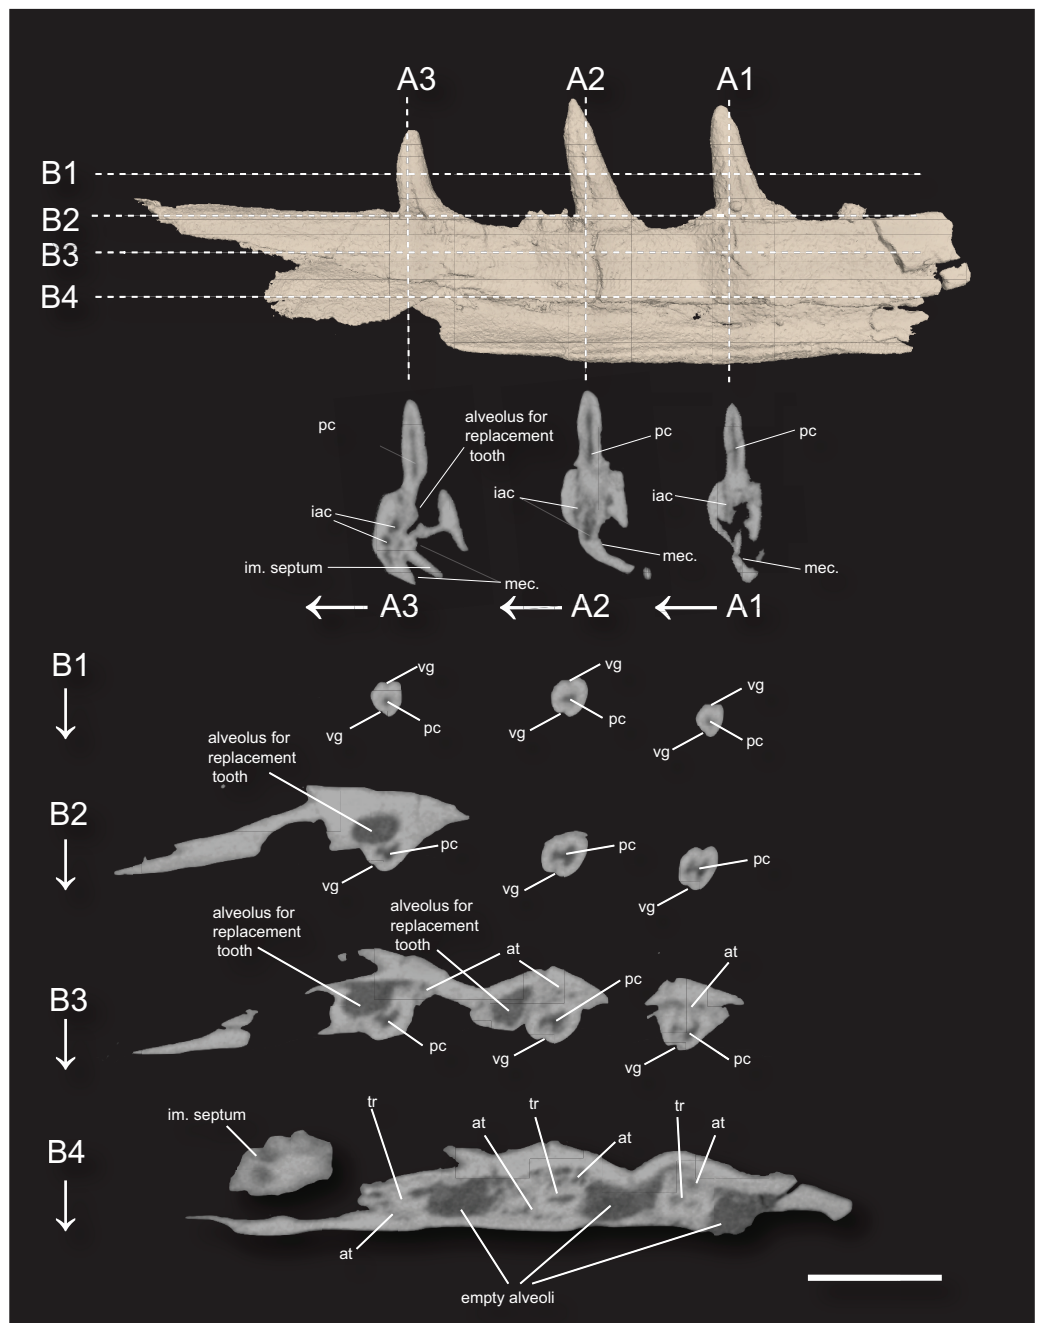 A3
A2
A1
B1
B2
B3
B4
pc
alveolus for
replacement
tooth
pc
pc
iac
iac
iac
im. septum
mec.
mec.
mec.
A3
A2
A1
B1
vg
vg
pc
vg
vg
pc
vg
vg
pc
alveolus for
replacement
tooth
B2
pc
vg
pc
vg
pc
vg
alveolus for
replacement
tooth
alveolus for
replacement
tooth
at
at
B3
pc
pc
vg
pc
vg
im. septum
tr
at
tr
at
tr
at
B4
at
empty alveoli